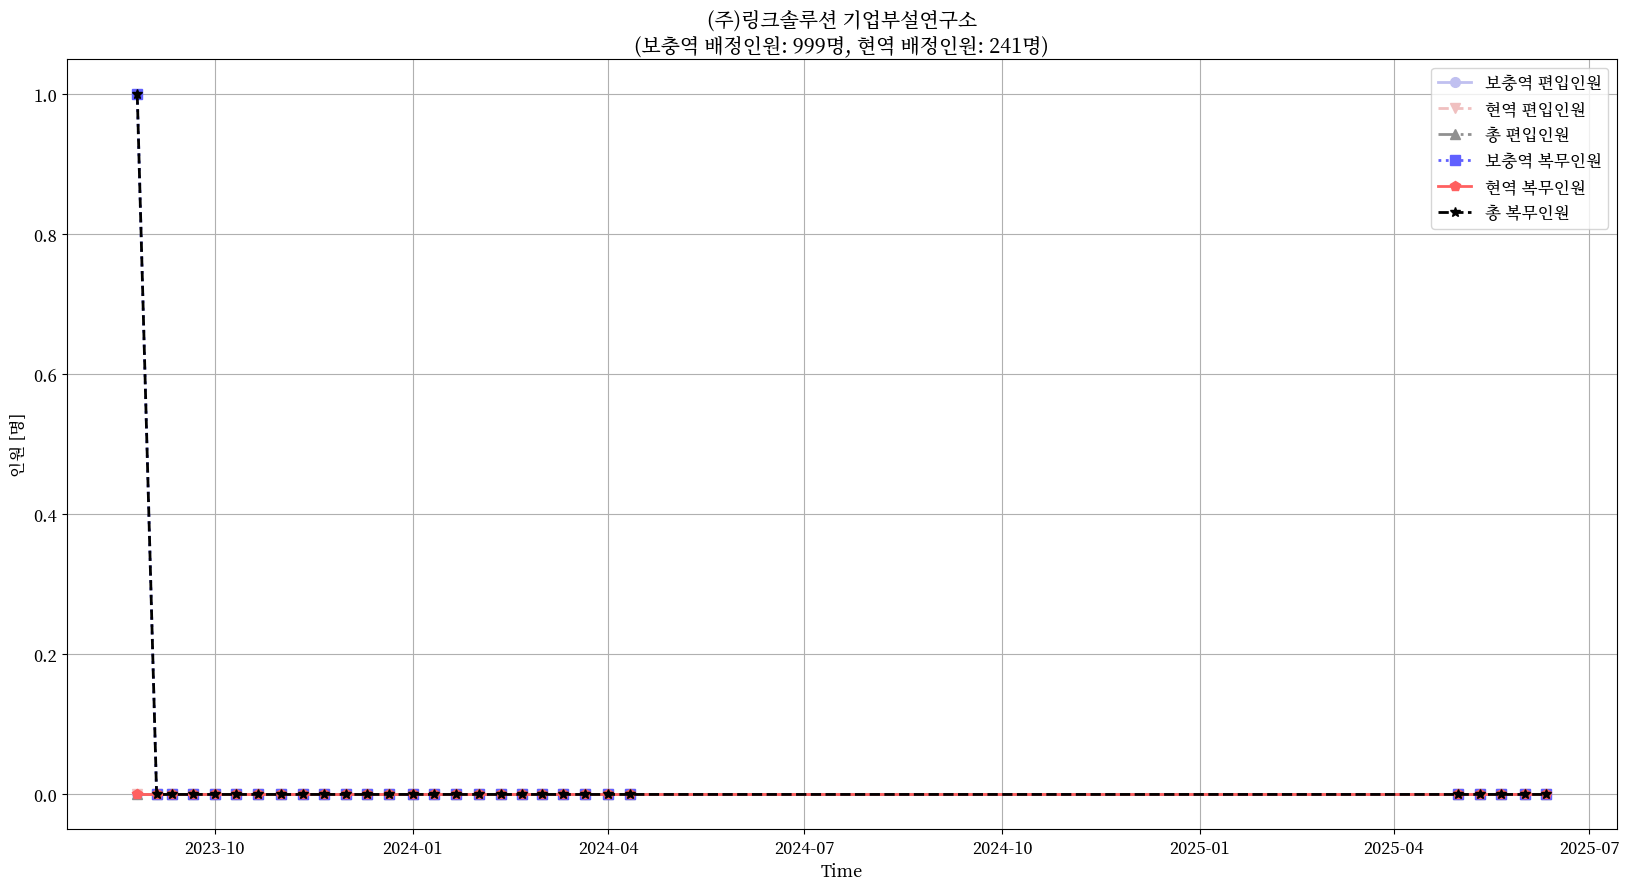 (주)링크솔루션 기업부설연구소
(보충역 배정인원: 999명, 현역 배정인원: 241명)
보충역 편입인원
현역 편입인원
총 편입인원
보충역 복무인원
현역 복무인원
총 복무인원
인원 [명]
1.0
0.8
0.6
0.4
0.2
0.0
2023-10
2024-01
2024-04
2024-07
2024-10
2025-01
2025-04
2025-07
Time